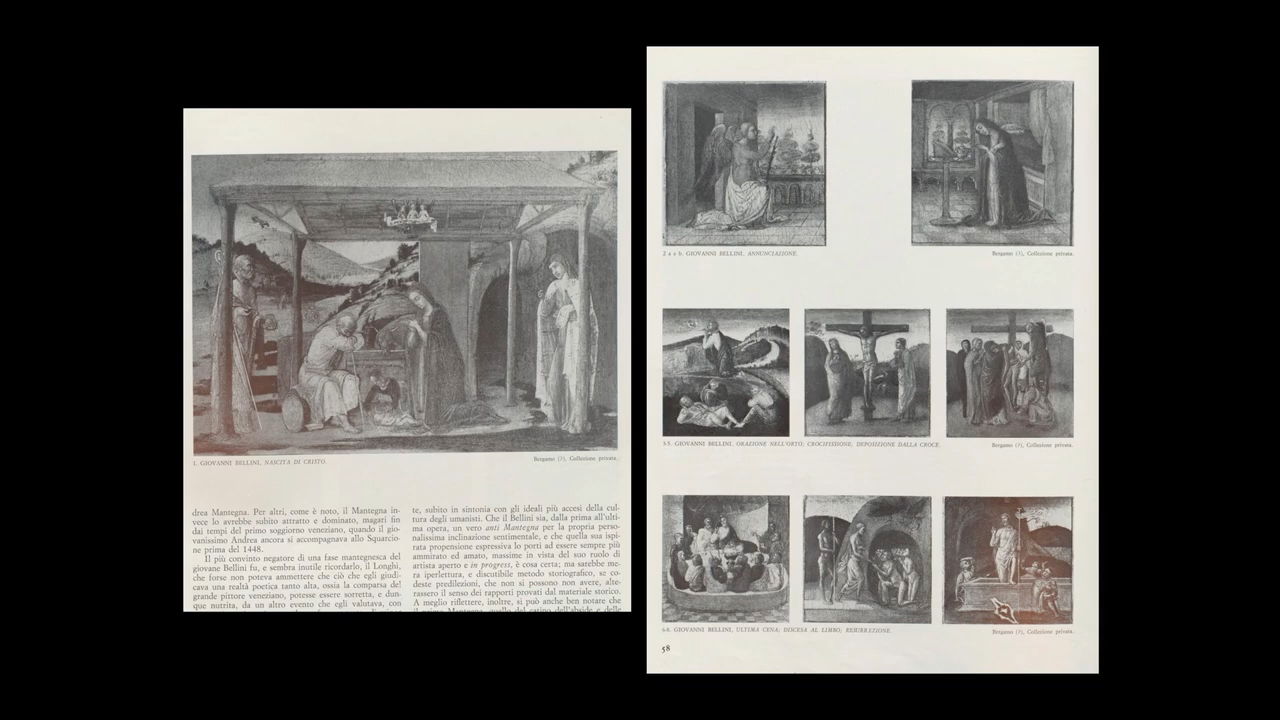 1. GIOVANNI BELLINI, NASCITA DI CRISTO.
Bergamo (?), Collezione privata.
drea Mantegna. Per altri, come è noto, il Mantegna in-
vece lo avrebbe subito attratto e dominato, magari fin
dai tempi del primo soggiorno veneziano, quando il gio-
vanissimo Andrea ancora si accompagnava allo Squarcio-
ne prima del 1448.
Il più convinto negatore di una fase mantegnesca del
giovane Bellini fu, e sembra inutile ricordarlo, il Longhi,
che forse non poteva ammettere che ciò che egli giudi-
cava una realtà poetica tanto alta, ossia la comparsa del
grande pittore veneziano, potesse essere sorretta, e dun-
que nutrita, da un altro evento che egli valutava, con
te, subito in sintonia con gli ideali più accesi della cul-
tura degli umanisti. Che il Bellini sia, dalla prima all'ulti-
ma opera, un vero anti Mantegna per la propria perso-
nalissima inclinazione sentimentale, e che quella sua ispi-
rata propensione espressiva lo porti ad essere sempre più
ammirato ed amato, massime in vista del suo ruolo di
artista aperto e in progress, è cosa certa; ma sarebbe me-
ra iperlettura, e discutibile metodo storiografico, se co-
deste predilezioni, che non si possono non avere, alte-
rassero il senso dei rapporti provati dal materiale storico.
A meglio riflettere, inoltre, si può anche ben notare che
il primo Mantegna, quello del catino dell'abside e delle
2 a e b. GIOVANNI BELLINI, ANNUNCIAZIONE.
Bergamo (?), Collezione privata.
3-5. GIOVANNI BELLINI, ORAZIONE NELL'ORTO; CROCIFISSIONE; DEPOSIZIONE DALLA CROCE.
Bergamo (?), Collezione privata.
6-8. GIOVANNI BELLINI, ULTIMA CENA; DISCESA AL LIMBO; RESURREZIONE.
Bergamo (?), Collezione privata.
58